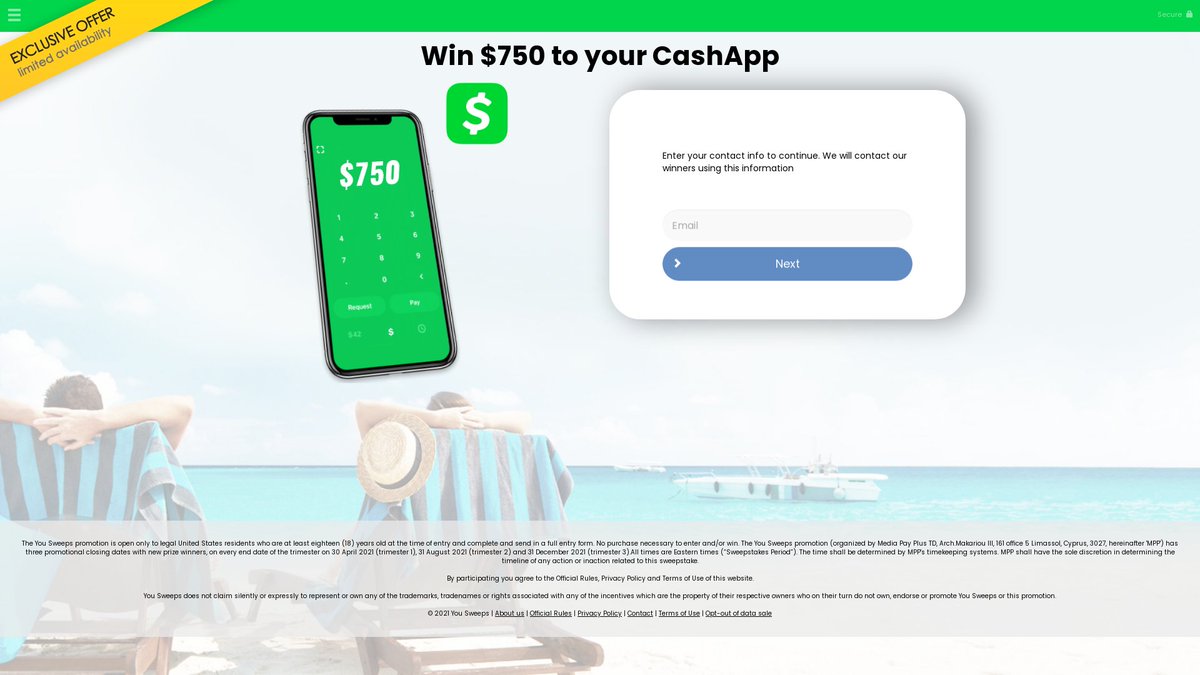 Secure
EXCLUSIVE OFFER
limited availability
Win $750 to your CashApp
$
$750
1 2 3
4 5 6
7 8 9
. 0 <
Request Pay
$42 $
Enter your contact info to continue. We will contact our
winners using this information
Email
Next
The You Sweeps promotion is open only to legal United States residents who are at least eighteen (18) years old at the time of entry and complete and send in a full entry form. No purchase necessary to enter and/or win. The You Sweeps promotion (organized by Media Pay Plus TD, Arch.Makariou III, 161 office 5 Limassol, Cyprus, 3027, hereinafter 'MPP') has
three promotional closing dates with new prize winners, on every end date of the trimester on 30 April 2021 (trimester 1), 31 August 2021 (trimester 2) and 31 December 2021 (trimester 3).All times are Eastern times ("Sweepstakes Period"). The time shall be determined by MPP's timekeeping systems. MPP shall have the sole discretion in determining the
timeline of any action or inaction related to this sweepstake.
By participating you agree to the Official Rules, Privacy Policy and Terms of Use of this website.
You Sweeps does not claim silently or expressly to represent or own any of the trademarks, tradenames or rights associated with any of the incentives which are the property of their respective owners who on their turn do not own, endorse or promote You Sweeps or this promotion.
© 2021 You Sweeps | About us | Official Rules | Privacy Policy | Contact | Terms of Use | Opt-out of data sale